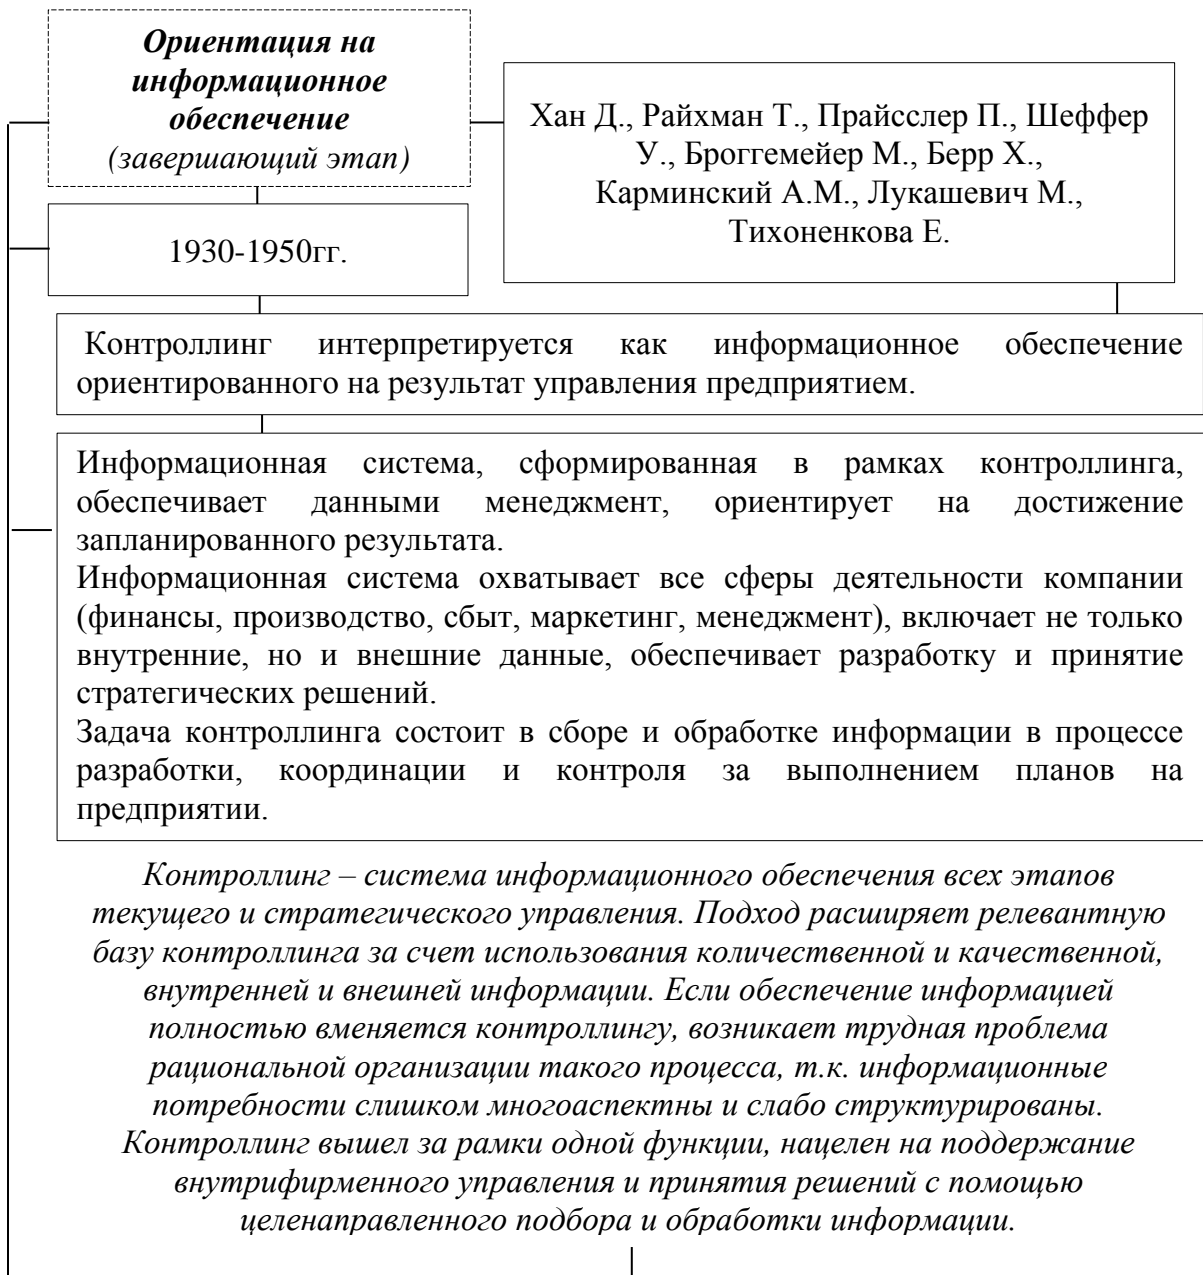 Ориентация на
информационное
обеспечение
(завершающий этап)
Хан Д., Райхман Т., Прайсслер П., Шеффер
У., Броггемейер М., Берр Х.,
Карминский А.М., Лукашевич М.,
Тихоненкова Е.
1930-1950гг.
Контроллинг интерпретируется как информационное обеспечение
ориентированного на результат управления предприятием.
Информационная система, сформированная в рамках контроллинга,
обеспечивает данными менеджмент, ориентирует на достижение
запланированного результата.
Информационная система охватывает все сферы деятельности компании
(финансы, производство, сбыт, маркетинг, менеджмент), включает не только
внутренние, но и внешние данные, обеспечивает разработку и принятие
стратегических решений.
Задача контроллинга состоит в сборе и обработке информации в процессе
разработки, координации и контроля за выполнением планов на
предприятии.
Контроллинг – система информационного обеспечения всех этапов
текущего и стратегического управления. Подход расширяет релевантную
базу контроллинга за счет использования количественной и качественной,
внутренней и внешней информации. Если обеспечение информацией
полностью вменяется контроллингу, возникает трудная проблема
рациональной организации такого процесса, т.к. информационные
потребности слишком многоаспектны и слабо структурированы.
Контроллинг вышел за рамки одной функции, нацелен на поддержание
внутрифирменного управления и принятия решений с помощью
целенаправленного подбора и обработки информации.